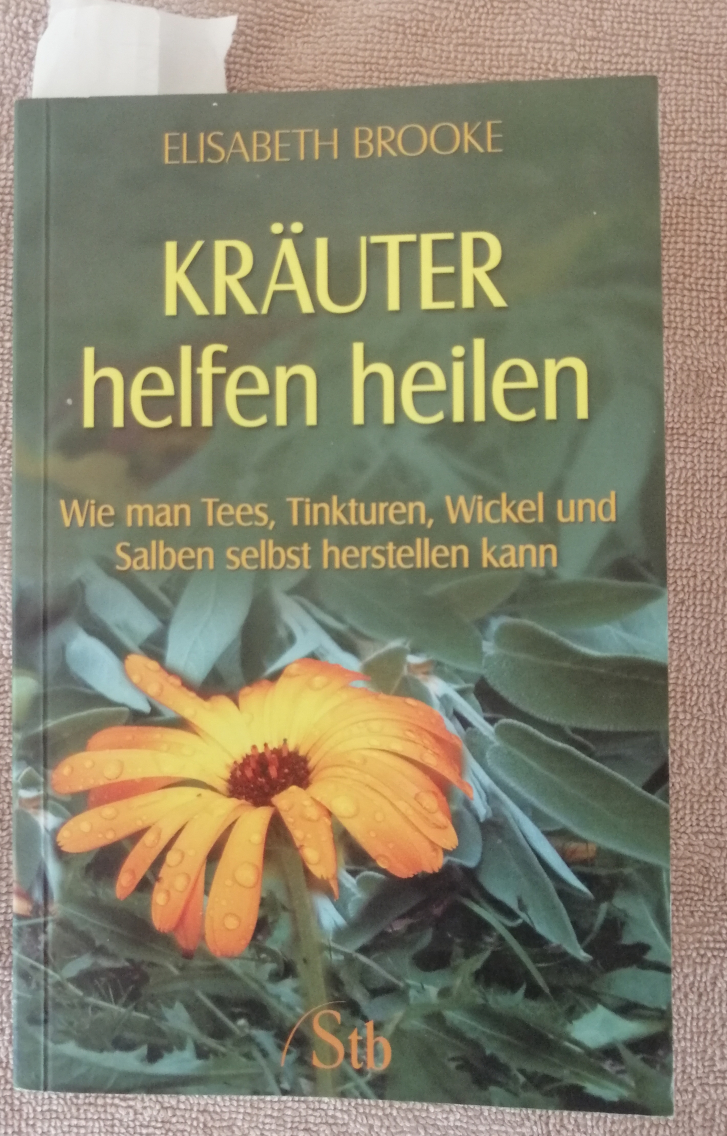 ELISABETH BROOKE
KRÄUTER
helfen heilen
Wie man Tees, Tinkturen, Wickel und
Salben selbst herstellen kann
Stb